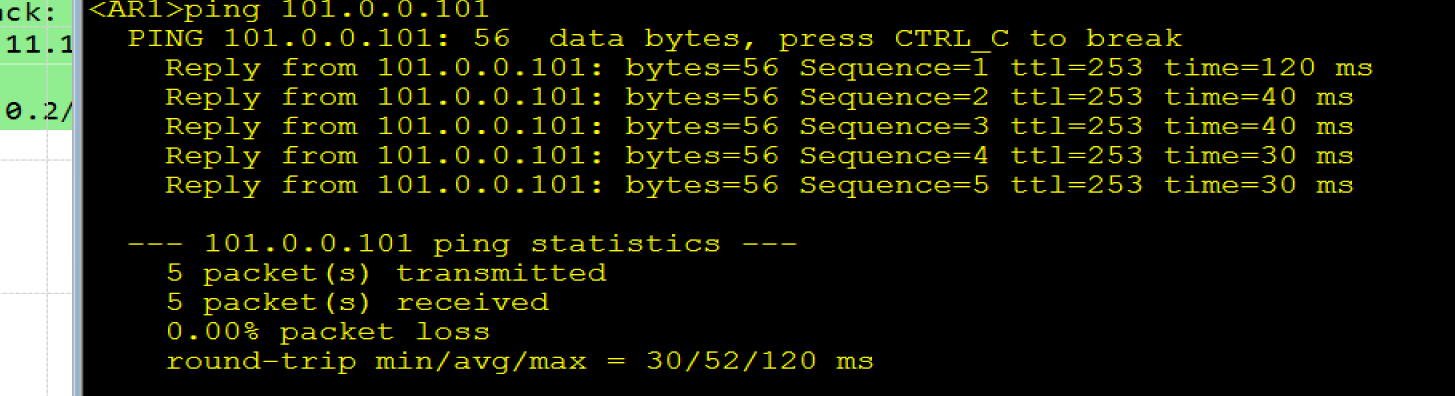 ck:
11.1
0.2/
<AR1>ping 101.0.0.101
PING 101.0.0.101: 56  data bytes, press CTRL_C to break
Reply from 101.0.0.101: bytes=56 Sequence=1 ttl=253 time=120 ms
Reply from 101.0.0.101: bytes=56 Sequence=2 ttl=253 time=40 ms
Reply from 101.0.0.101: bytes=56 Sequence=3 ttl=253 time=40 ms
Reply from 101.0.0.101: bytes=56 Sequence=4 ttl=253 time=30 ms
Reply from 101.0.0.101: bytes=56 Sequence=5 ttl=253 time=30 ms
--- 101.0.0.101 ping statistics ---
5 packet(s) transmitted
5 packet(s) received
0.00% packet loss
round-trip min/avg/max = 30/52/120 ms